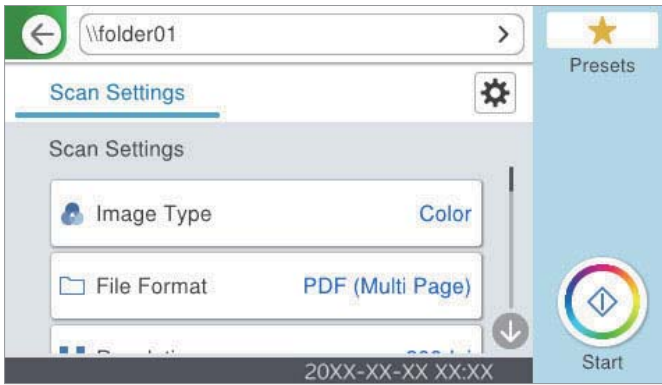 \\folder01
Presets
Scan Settings
Scan Settings
Image Type Color
File Format PDF (Multi Page)
20XX-XX-XX XX:XX
Start